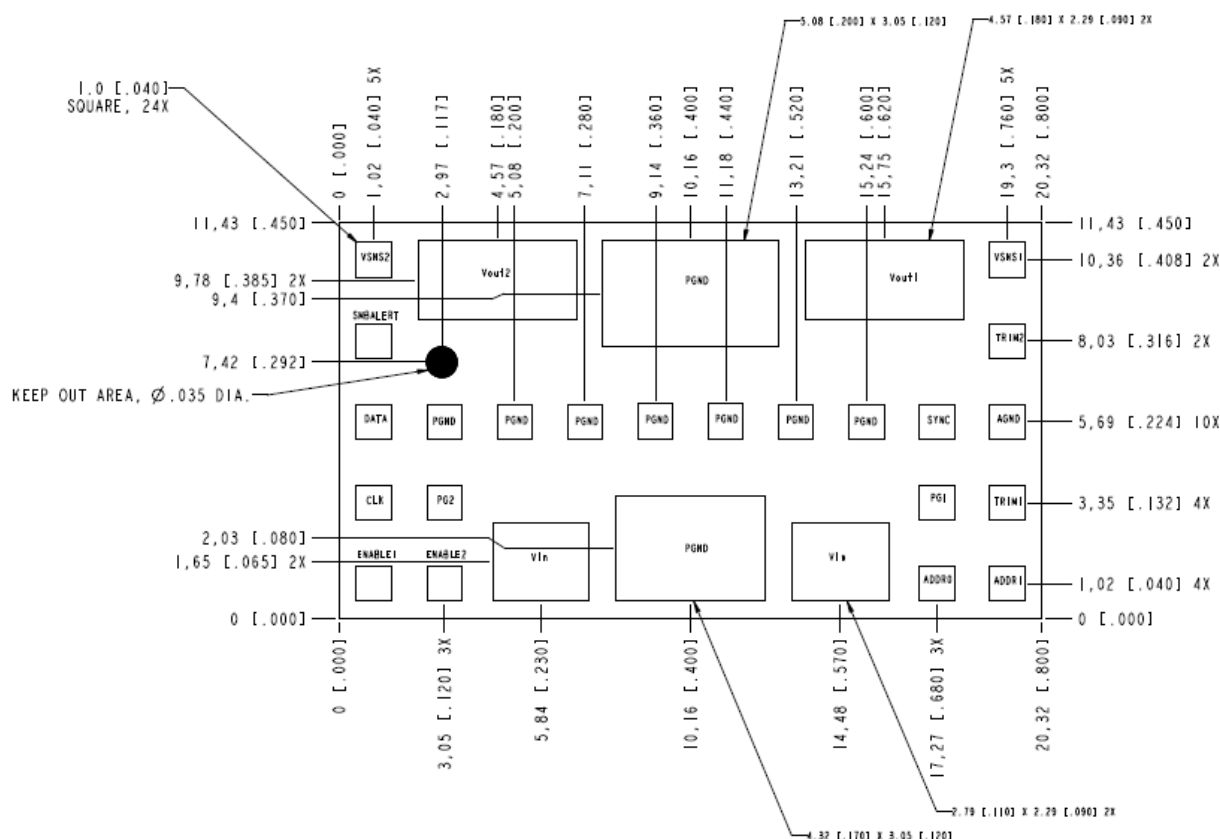 5.08 [.200] X 3.05 [.120]
4.57 [.180] X 2.29 [.090] 2X
1.0 [.040]
SQUARE, 24X
0 [.000]
1,02 [.040] 5X
2,97 [.117]
4,57 [.180]
5,08 [.200]
7,11 [.280]
9,14 [.360]
10,16 [.400]
11,18 [.440]
13,21 [.520]
15,24 [.600]
15,75 [.620]
19,3 [.760] 5X
20,32 [.800]
11,43 [.450]
11,43 [.450]
VSNS2
Vout2
PGND
Vout1
VSNS1
10,36 [.408] 2X
9,78 [.385] 2X
9,4 [.370]
SMBALERT
TRIM2
8,03 [.316] 2X
7,42 [.292]
KEEP OUT AREA, Ø.035 DIA.
DATA
PGND
PGND
PGND
PGND
PGND
PGND
PGND
SYNC
AGND
5,69 [.224] 10X
CLK
PG2
PG1
TRIM1
3,35 [.132] 4X
2,03 [.080]
1,65 [.065] 2X
ENABLE1
ENABLE2
Vin
PGND
Vin
ADDR0
ADDR1
1,02 [.040] 4X
0 [.000]
0 [.000]
0 [.000]
3,05 [.120] 3X
5,84 [.230]
10,16 [.400]
14,48 [.570]
17,27 [.680] 3X
20,32 [.800]
2.79 [.110] X 2.29 [.090] 2X
4.32 [.170] X 3.05 [.120]